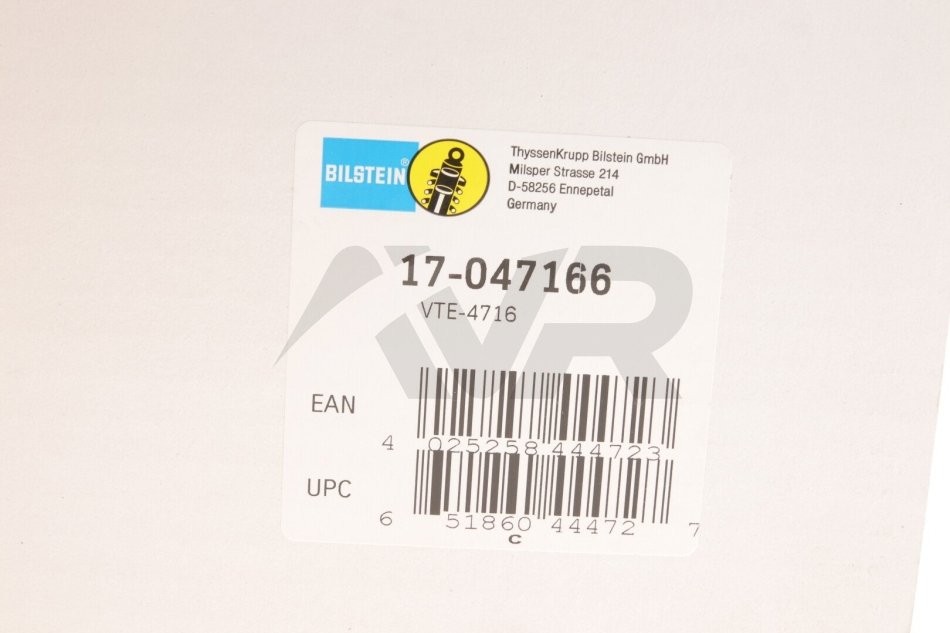 BILSTEIN®
ThyssenKrupp Bilstein GmbH
Milsper Strasse 214
D-58256 Ennepetal
Germany
17-047166
VTE-4716
WR
EAN
4 025258 444723
UPC
6 51860 44472 7
C